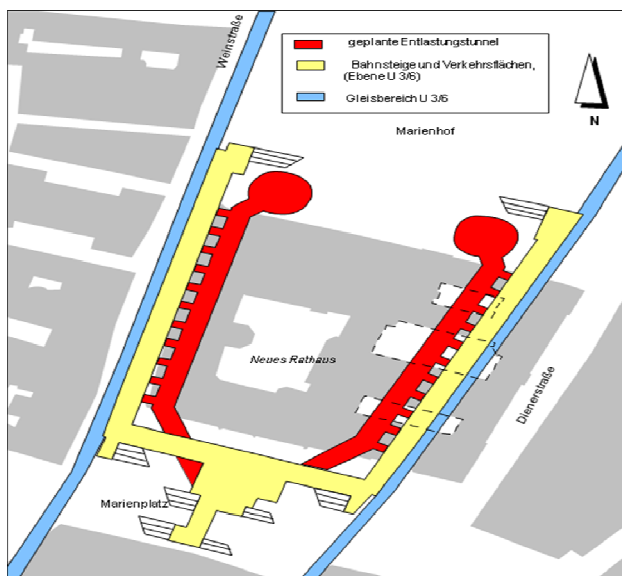 geplante Entlastungstunnel
Bahnsteige und Verkehrsflächen,
(Ebene U 3/6)
Gleisbereich U 3/6
Weinstraße
Marienhof
N
Neues Rathaus
Dienerstraße
Marienplatz